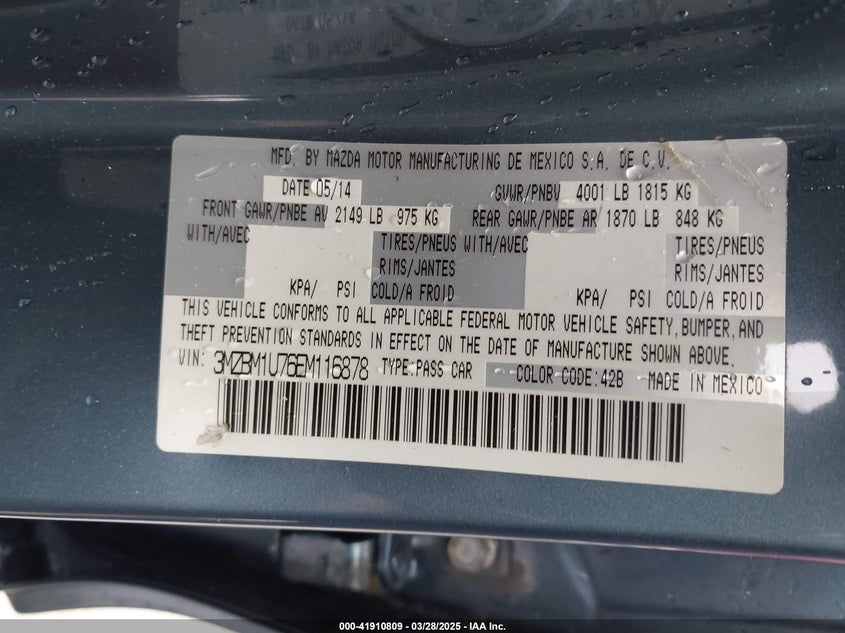 MFD. BY MAZDA MOTOR MANUFACTURING DE MEXICO S.A. DE C.V.
DATE 05/14 GVWR/PNBV 4001 LB 1815 KG
FRONT GAWR/PNBE AV 2149 LB 975 KG REAR GAWR/PNBE AR 1870 LB 848 KG
WITH/AVEC TIRES/PNEUS WITH/AVEC TIRES/PNEUS
RIMS/JANTES RIMS/JANTES
KPA/ PSI COLD/A FROID KPA/ PSI COLD/A FROID
THIS VEHICLE CONFORMS TO ALL APPLICABLE FEDERAL MOTOR VEHICLE SAFETY, BUMPER, AND
THEFT PREVENTION STANDARDS IN EFFECT ON THE DATE OF MANUFACTURE SHOWN ABOVE.
VIN: 3MZBM1U76EM116878 TYPE:PASS CAR COLOR CODE:42B MADE IN MEXICO
000-41910809 — 03/28/2025 — IAA Inc.